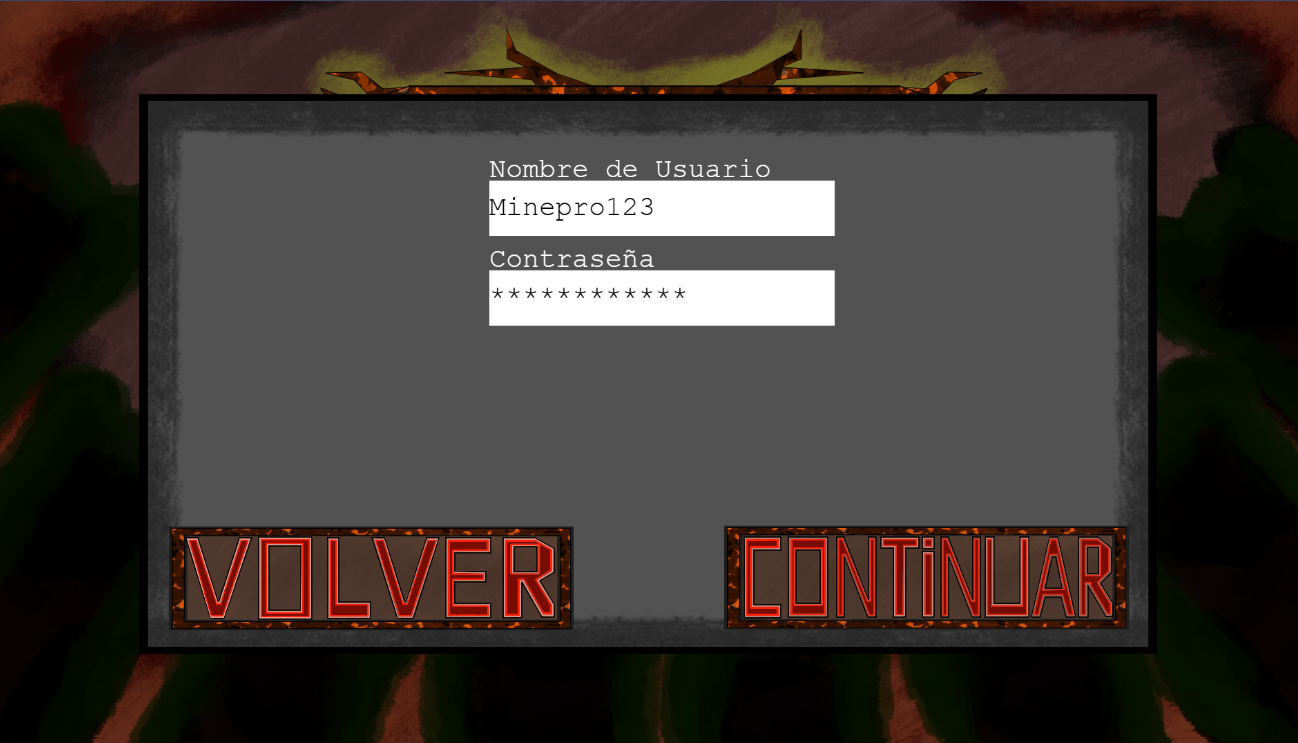 Nombre de Usuario
Minepro123
Contraseña
************
VOLVER
CONTiNUAR